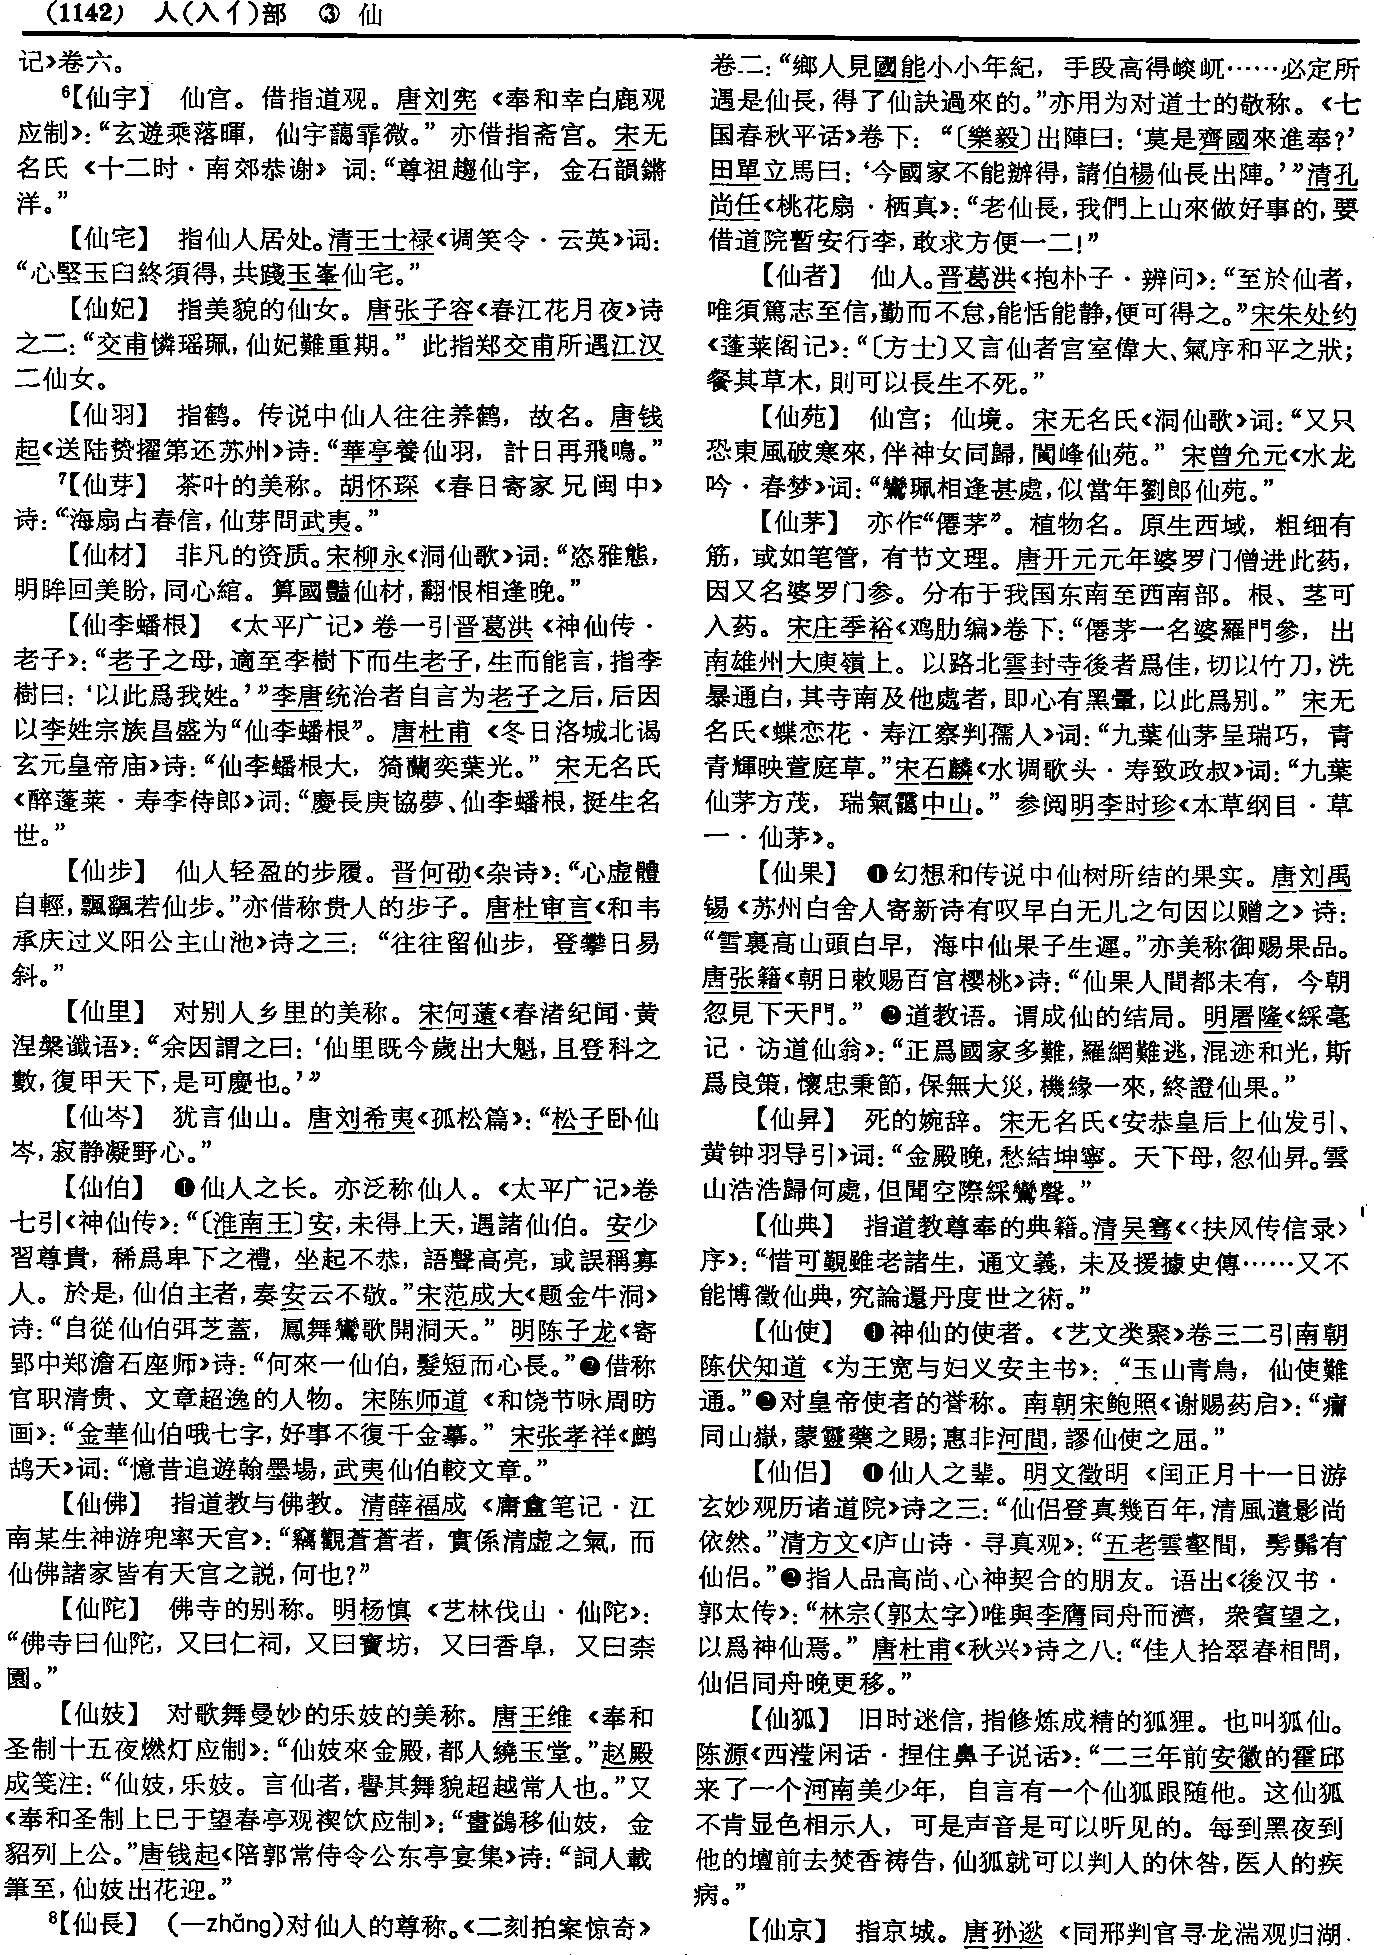 (1142) 人(入亻)部 ③ 仙
记》卷六。
⁶【仙宇】 仙宫。借指道观。唐刘宪《奉和幸白鹿观
应制》：“玄遊乘落暉，仙宇藹霏微。”亦借指斋宫。宋无
名氏《十二时·南郊恭谢》词：“尊祖趨仙宇，金石韻鏘
洋。”
【仙宅】 指仙人居处。清王士禄《调笑令·云英》词：
“心堅玉臼終須得，共踐玉峯仙宅。”
【仙妃】 指美貌的仙女。唐张子容《春江花月夜》诗
之二：“交甫憐瑶珮，仙妃難重期。”此指郑交甫所遇江汉
二仙女。
【仙羽】 指鹤。传说中仙人往往养鹤，故名。唐钱
起《送陆贽擢第还苏州》诗：“華亭養仙羽，計日再飛鳴。”
⁷【仙芽】 茶叶的美称。胡怀琛《春日寄家兄闽中》
诗：“海扇占春信，仙芽問武夷。”
【仙材】 非凡的资质。宋柳永《洞仙歌》词：“恣雅態，
明眸回美盼，同心綰。算國豔仙材，翻恨相逢晚。”
【仙李蟠根】 《太平广记》卷一引晋葛洪《神仙传·
老子》：“老子之母，適至李樹下而生老子，生而能言，指李
樹曰：‘以此爲我姓。’”李唐统治者自言为老子之后，后因
以李姓宗族昌盛为“仙李蟠根”。唐杜甫《冬日洛城北谒
玄元皇帝庙》诗：“仙李蟠根大，猗蘭奕葉光。”宋无名氏
《醉蓬莱·寿李侍郎》词：“慶長庚協夢、仙李蟠根，挺生名
世。”
【仙步】 仙人轻盈的步履。晋何劭《杂诗》：“心虚體
自輕，飄飖若仙步。”亦借称贵人的步子。唐杜审言《和韦
承庆过义阳公主山池》诗之三：“往往留仙步，登攀日易
斜。”
【仙里】 对别人乡里的美称。宋何薳《春渚纪闻·黄
涅槃谶语》：“余因謂之曰：‘仙里既今歲出大魁，且登科之
數，復甲天下，是可慶也。’”
【仙岑】 犹言仙山。唐刘希夷《孤松篇》：“松子卧仙
岑，寂静凝野心。”
【仙伯】 ❶仙人之长。亦泛称仙人。《太平广记》卷
七引《神仙传》：“〔淮南王〕安，未得上天，遇諸仙伯。安少
習尊貴，稀爲卑下之禮，坐起不恭，語聲高亮，或誤稱寡
人。於是，仙伯主者，奏安云不敬。”宋范成大《题金牛洞》
诗：“自從仙伯弭芝蓋，鳳舞鸞歌開洞天。”明陈子龙《寄
郢中郑澹石座师》诗：“何來一仙伯，髮短而心長。”❷借称
官职清贵、文章超逸的人物。宋陈师道《和饶节咏周昉
画》：“金華仙伯哦七字，好事不復千金摹。”宋张孝祥《鹧
鸪天》词：“憶昔追遊翰墨場，武夷仙伯較文章。”
【仙佛】 指道教与佛教。清薛福成《庸盦笔记·江
南某生神游兜率天宫》：“竊觀蒼蒼者，實係清虚之氣，而
仙佛諸家皆有天宫之説，何也？”
【仙陀】 佛寺的别称。明杨慎《艺林伐山·仙陀》：
“佛寺曰仙陀，又曰仁祠，又曰寶坊，又曰香阜，又曰柰
園。”
【仙妓】 对歌舞曼妙的乐妓的美称。唐王维《奉和
圣制十五夜燃灯应制》：“仙妓來金殿，都人繞玉堂。”赵殿
成笺注：“仙妓，乐妓。言仙者，譽其舞貌超越常人也。”又
《奉和圣制上巳于望春亭观禊饮应制》：“畫鷁移仙妓，金
貂列上公。”唐钱起《陪郭常侍令公东亭宴集》诗：“詞人載
筆至，仙妓出花迎。”
⁸【仙長】 (—zhǎng)对仙人的尊称。《二刻拍案惊奇》
卷二：“鄉人見國能小小年紀，手段高得峻屼……必定所
遇是仙長，得了仙訣過來的。”亦用为对道士的敬称。《七
国春秋平话》卷下：“〔樂毅〕出陣曰：‘莫是齊國來進奉？’
田單立馬曰：‘今國家不能辦得，請伯楊仙長出陣。’”清孔
尚任《桃花扇·栖真》：“老仙長，我們上山來做好事的，要
借道院暫安行李，敢求方便一二！”
【仙者】 仙人。晋葛洪《抱朴子·辨问》：“至於仙者，
唯須篤志至信，勤而不怠，能恬能静，便可得之。”宋朱处约
《蓬莱阁记》：“〔方士〕又言仙者宫室偉大、氣序和平之狀；
餐其草木，則可以長生不死。”
【仙苑】 仙宫；仙境。宋无名氏《洞仙歌》词：“又只
恐東風破寒來，伴神女同歸，閬峰仙苑。”宋曾允元《水龙
吟·春梦》词：“鸞珮相逢甚處，似當年劉郎仙苑。”
【仙茅】 亦作“僊茅”。植物名。原生西域，粗细有
筋，或如笔管，有节文理。唐开元元年婆罗门僧进此药，
因又名婆罗门参。分布于我国东南至西南部。根、茎可
入药。宋庄季裕《鸡肋编》卷下：“僊茅一名婆羅門參，出
南雄州大庾嶺上。以路北雲封寺後者爲佳，切以竹刀，洗
暴通白，其寺南及他處者，即心有黑暈，以此爲别。”宋无
名氏《蝶恋花·寿江察判孺人》词：“九葉仙茅呈瑞巧，青
青輝映萱庭草。”宋石麟《水调歌头·寿致政叔》词：“九葉
仙茅方茂，瑞氣靄中山。”参阅明李时珍《本草纲目·草
一·仙茅》。
【仙果】 ❶幻想和传说中仙树所结的果实。唐刘禹
锡《苏州白舍人寄新诗有叹早白无儿之句因以赠之》诗：
“雪裏高山頭白早，海中仙果子生遲。”亦美称御赐果品。
唐张籍《朝日敕赐百官樱桃》诗：“仙果人間都未有，今朝
忽見下天門。”❷道教语。谓成仙的结局。明屠隆《綵毫
记·访道仙翁》：“正爲國家多難，羅網難逃，混迹和光，斯
爲良策，懷忠秉節，保無大災，機緣一來，終證仙果。”
【仙昇】 死的婉辞。宋无名氏《安恭皇后上仙发引、
黄钟羽导引》词：“金殿晚，愁結坤寧。天下母，忽仙昇。雲
山浩浩歸何處，但聞空際綵鸞聲。”
【仙典】 指道教尊奉的典籍。清吴骞《〈扶风传信录〉
序》：“惜可覲雖老諸生，通文義，未及援據史傳……又不
能博徵仙典，究論還丹度世之術。”
【仙使】 ❶神仙的使者。《艺文类聚》卷三二引南朝
陈伏知道《为王宽与妇义安主书》：“玉山青鳥，仙使難
通。”❷对皇帝使者的誉称。南朝宋鲍照《谢赐药启》：“癠
同山嶽，蒙靈藥之賜；惠非河間，謬仙使之屈。”
【仙侣】 ❶仙人之辈。明文徵明《闰正月十一日游
玄妙观历诸道院》诗之三：“仙侣登真幾百年，清風遺影尚
依然。”清方文《庐山诗·寻真观》：“五老雲壑間，髣髴有
仙侣。”❷指人品高尚、心神契合的朋友。语出《後汉书·
郭太传》：“林宗(郭太字)唯與李膺同舟而濟，衆賓望之，
以爲神仙焉。”唐杜甫《秋兴》诗之八：“佳人拾翠春相問，
仙侣同舟晚更移。”
【仙狐】 旧时迷信，指修炼成精的狐狸。也叫狐仙。
陈源《西滢闲话·捏住鼻子说话》：“二三年前安徽的霍邱
来了一个河南美少年，自言有一个仙狐跟随他。这仙狐
不肯显色相示人，可是声音是可以听见的。每到黑夜到
他的坛前去焚香祷告，仙狐就可以判人的休咎，医人的疾
病。”
【仙京】 指京城。唐孙逖《同邢判官寻龙湍观归湖